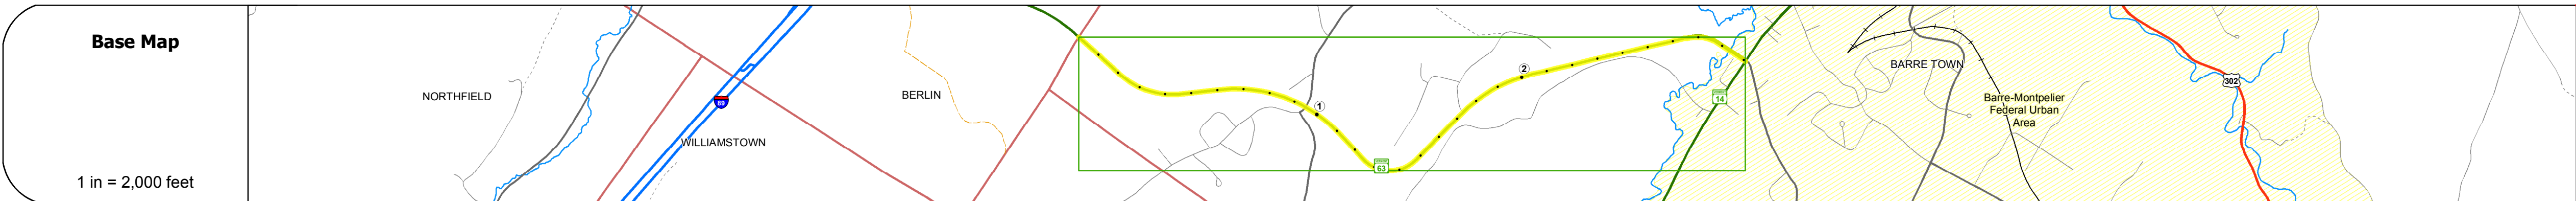 Base Map
1 in = 2,000 feet
NORTHFIELD
89
WILLIAMSTOWN
BERLIN
1
63
2
14
BARRE TOWN
Barre-Montpelier
Federal Urban
Area
302